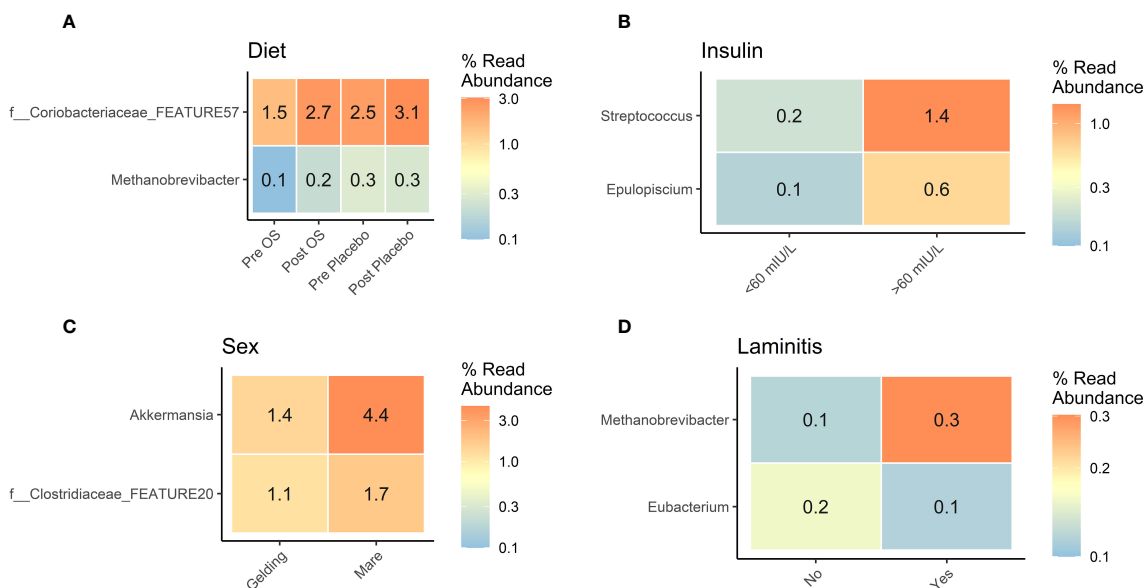 A
Diet
% Read
Abundance
f__Coriobacteriaceae_FEATURE57
1.5 2.7 2.5 3.1
Methanobrevibacter
0.1 0.2 0.3 0.3
Pre OS
Post OS
Pre Placebo
Post Placebo
3.0
1.0
0.3
0.1
B
Insulin
% Read
Abundance
Streptococcus
0.2 1.4
Epulopiscium
0.1 0.6
<60 mIU/L
>60 mIU/L
1.0
0.3
0.1
C
Sex
% Read
Abundance
Akkermansia
1.4 4.4
f__Clostridiaceae_FEATURE20
1.1 1.7
Gelding
Mare
3.0
1.0
0.3
0.1
D
Laminitis
% Read
Abundance
Methanobrevibacter
0.1 0.3
Eubacterium
0.2 0.1
No
Yes
0.3
0.2
0.1